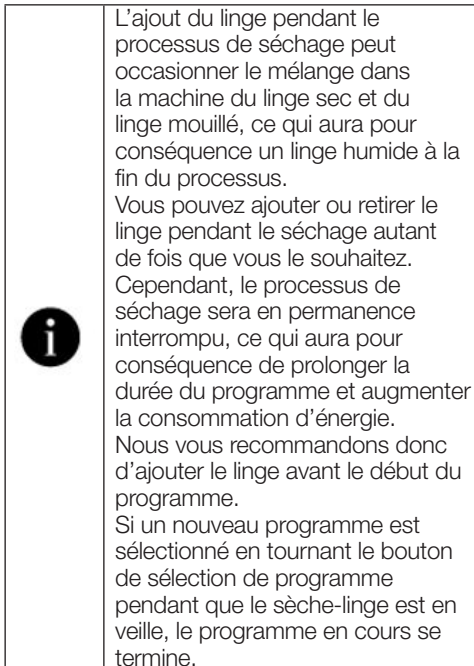 L’ajout du linge pendant le
processus de séchage peut
occasionner le mélange dans
la machine du linge sec et du
linge mouillé, ce qui aura pour
conséquence un linge humide à la
fin du processus.
Vous pouvez ajouter ou retirer le
linge pendant le séchage autant
de fois que vous le souhaitez.
Cependant, le processus de
séchage sera en permanence
interrompu, ce qui aura pour
conséquence de prolonger la
durée du programme et augmenter
la consommation d’énergie.
Nous vous recommandons donc
d’ajouter le linge avant le début du
programme.
Si un nouveau programme est
sélectionné en tournant le bouton
de sélection de programme
pendant que le sèche-linge est en
veille, le programme en cours se
termine.